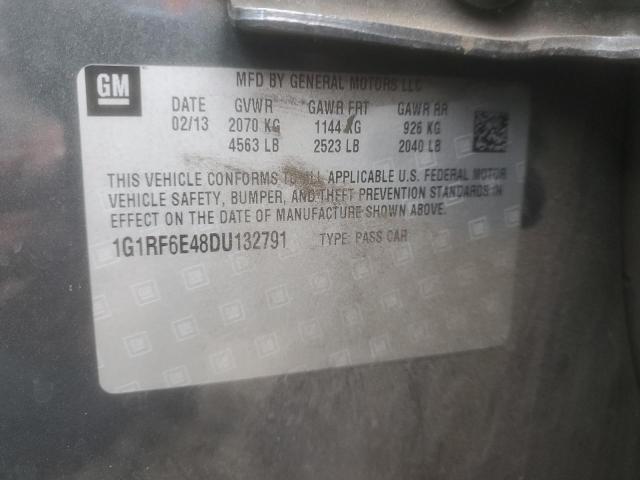 GM
MFD BY GENERAL MOTORS LLC
DATE GVWR GAWR FRT GAWR RR
02/13 2070 KG 1144 KG 926 KG
4563 LB 2523 LB 2040 LB
THIS VEHICLE CONFORMS TO ALL APPLICABLE U.S. FEDERAL MOTOR
VEHICLE SAFETY, BUMPER, AND THEFT PREVENTION STANDARDS IN
EFFECT ON THE DATE OF MANUFACTURE SHOWN ABOVE.
1G1RF6E48DU132791 TYPE: PASS CAR